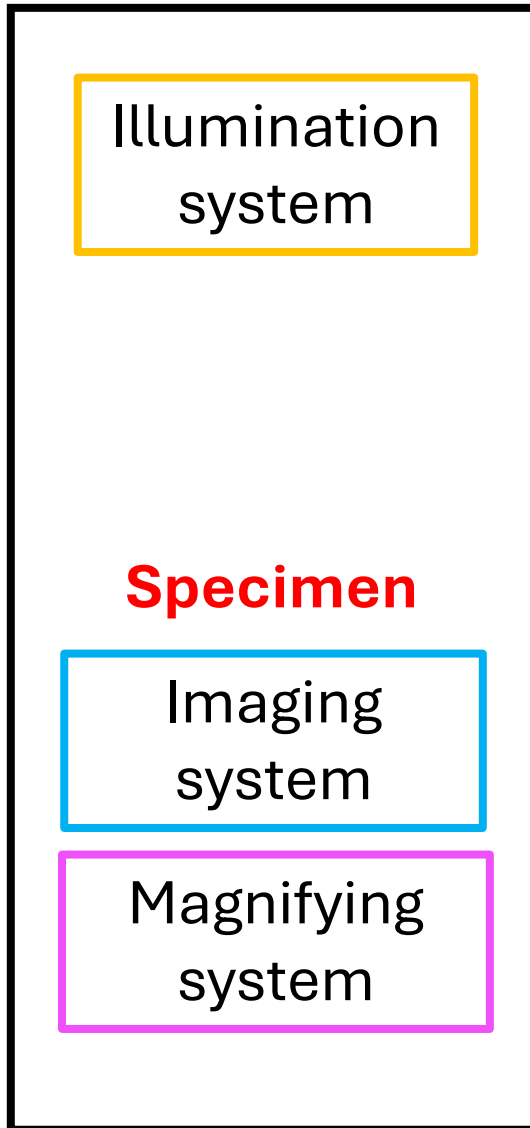 Illumination
system
Specimen
Imaging
system
Magnifying
system